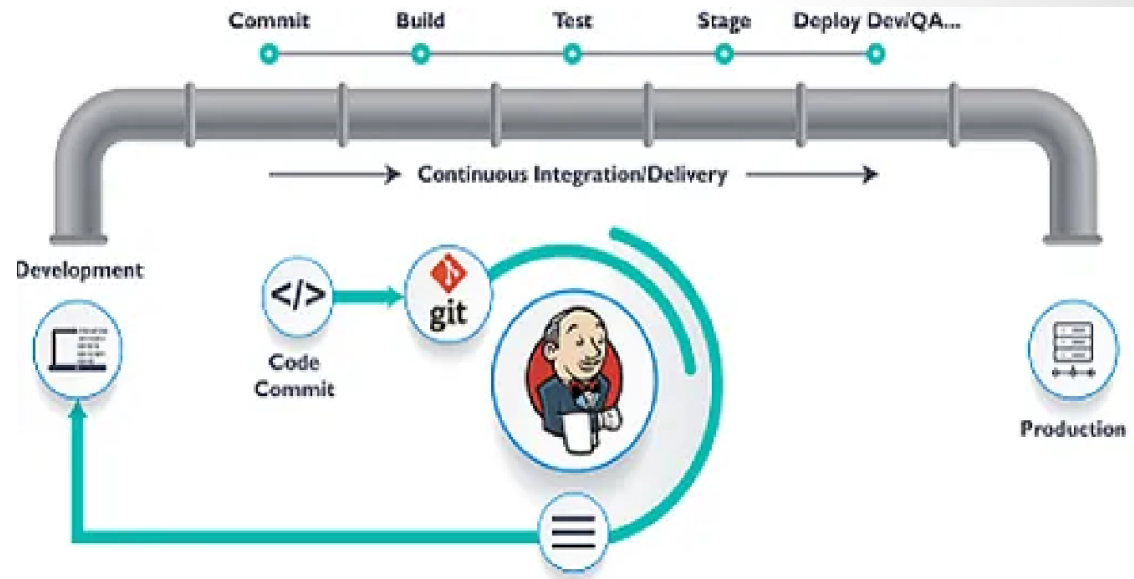 Commit Build Test Stage Deploy Dev/QA...
Continuous Integration/Delivery
Development
</>
git
Code
Commit
Production